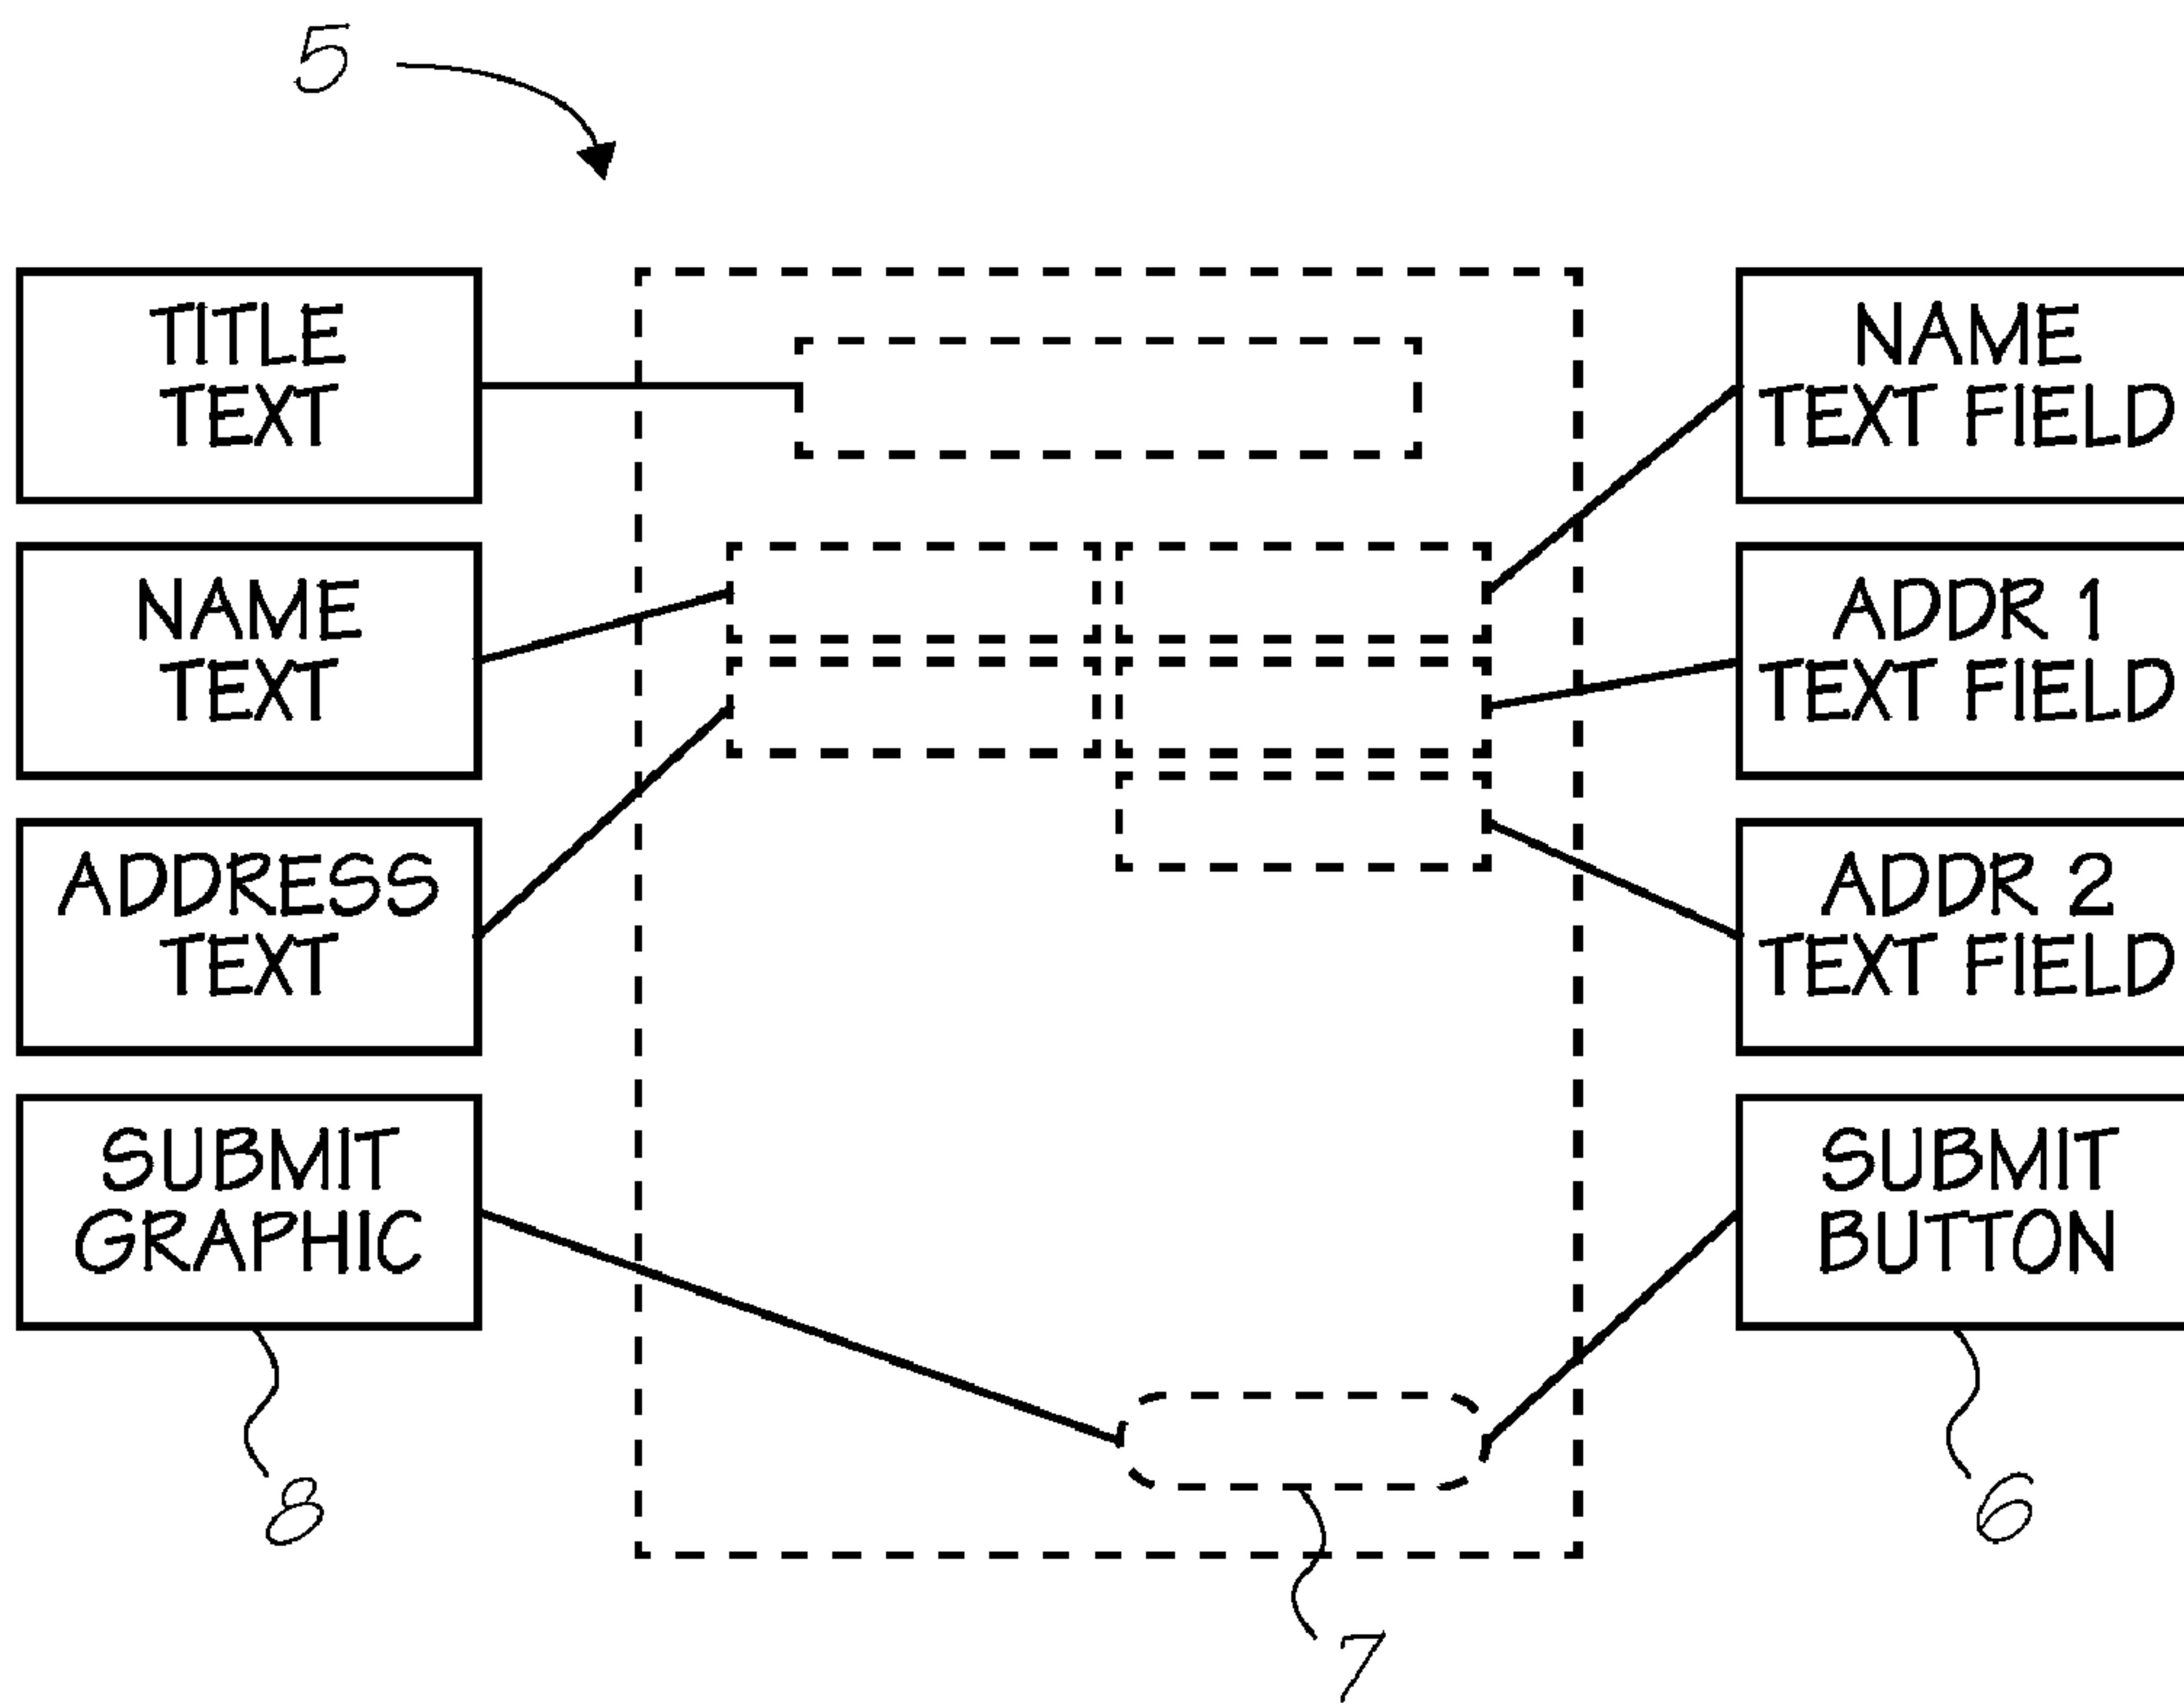 5
TITLE
TEXT
NAME
TEXT FIELD
NAME
TEXT
ADDR 1
TEXT FIELD
ADDRESS
TEXT
ADDR 2
TEXT FIELD
SUBMIT
GRAPHIC
SUBMIT
BUTTON
8
6
7